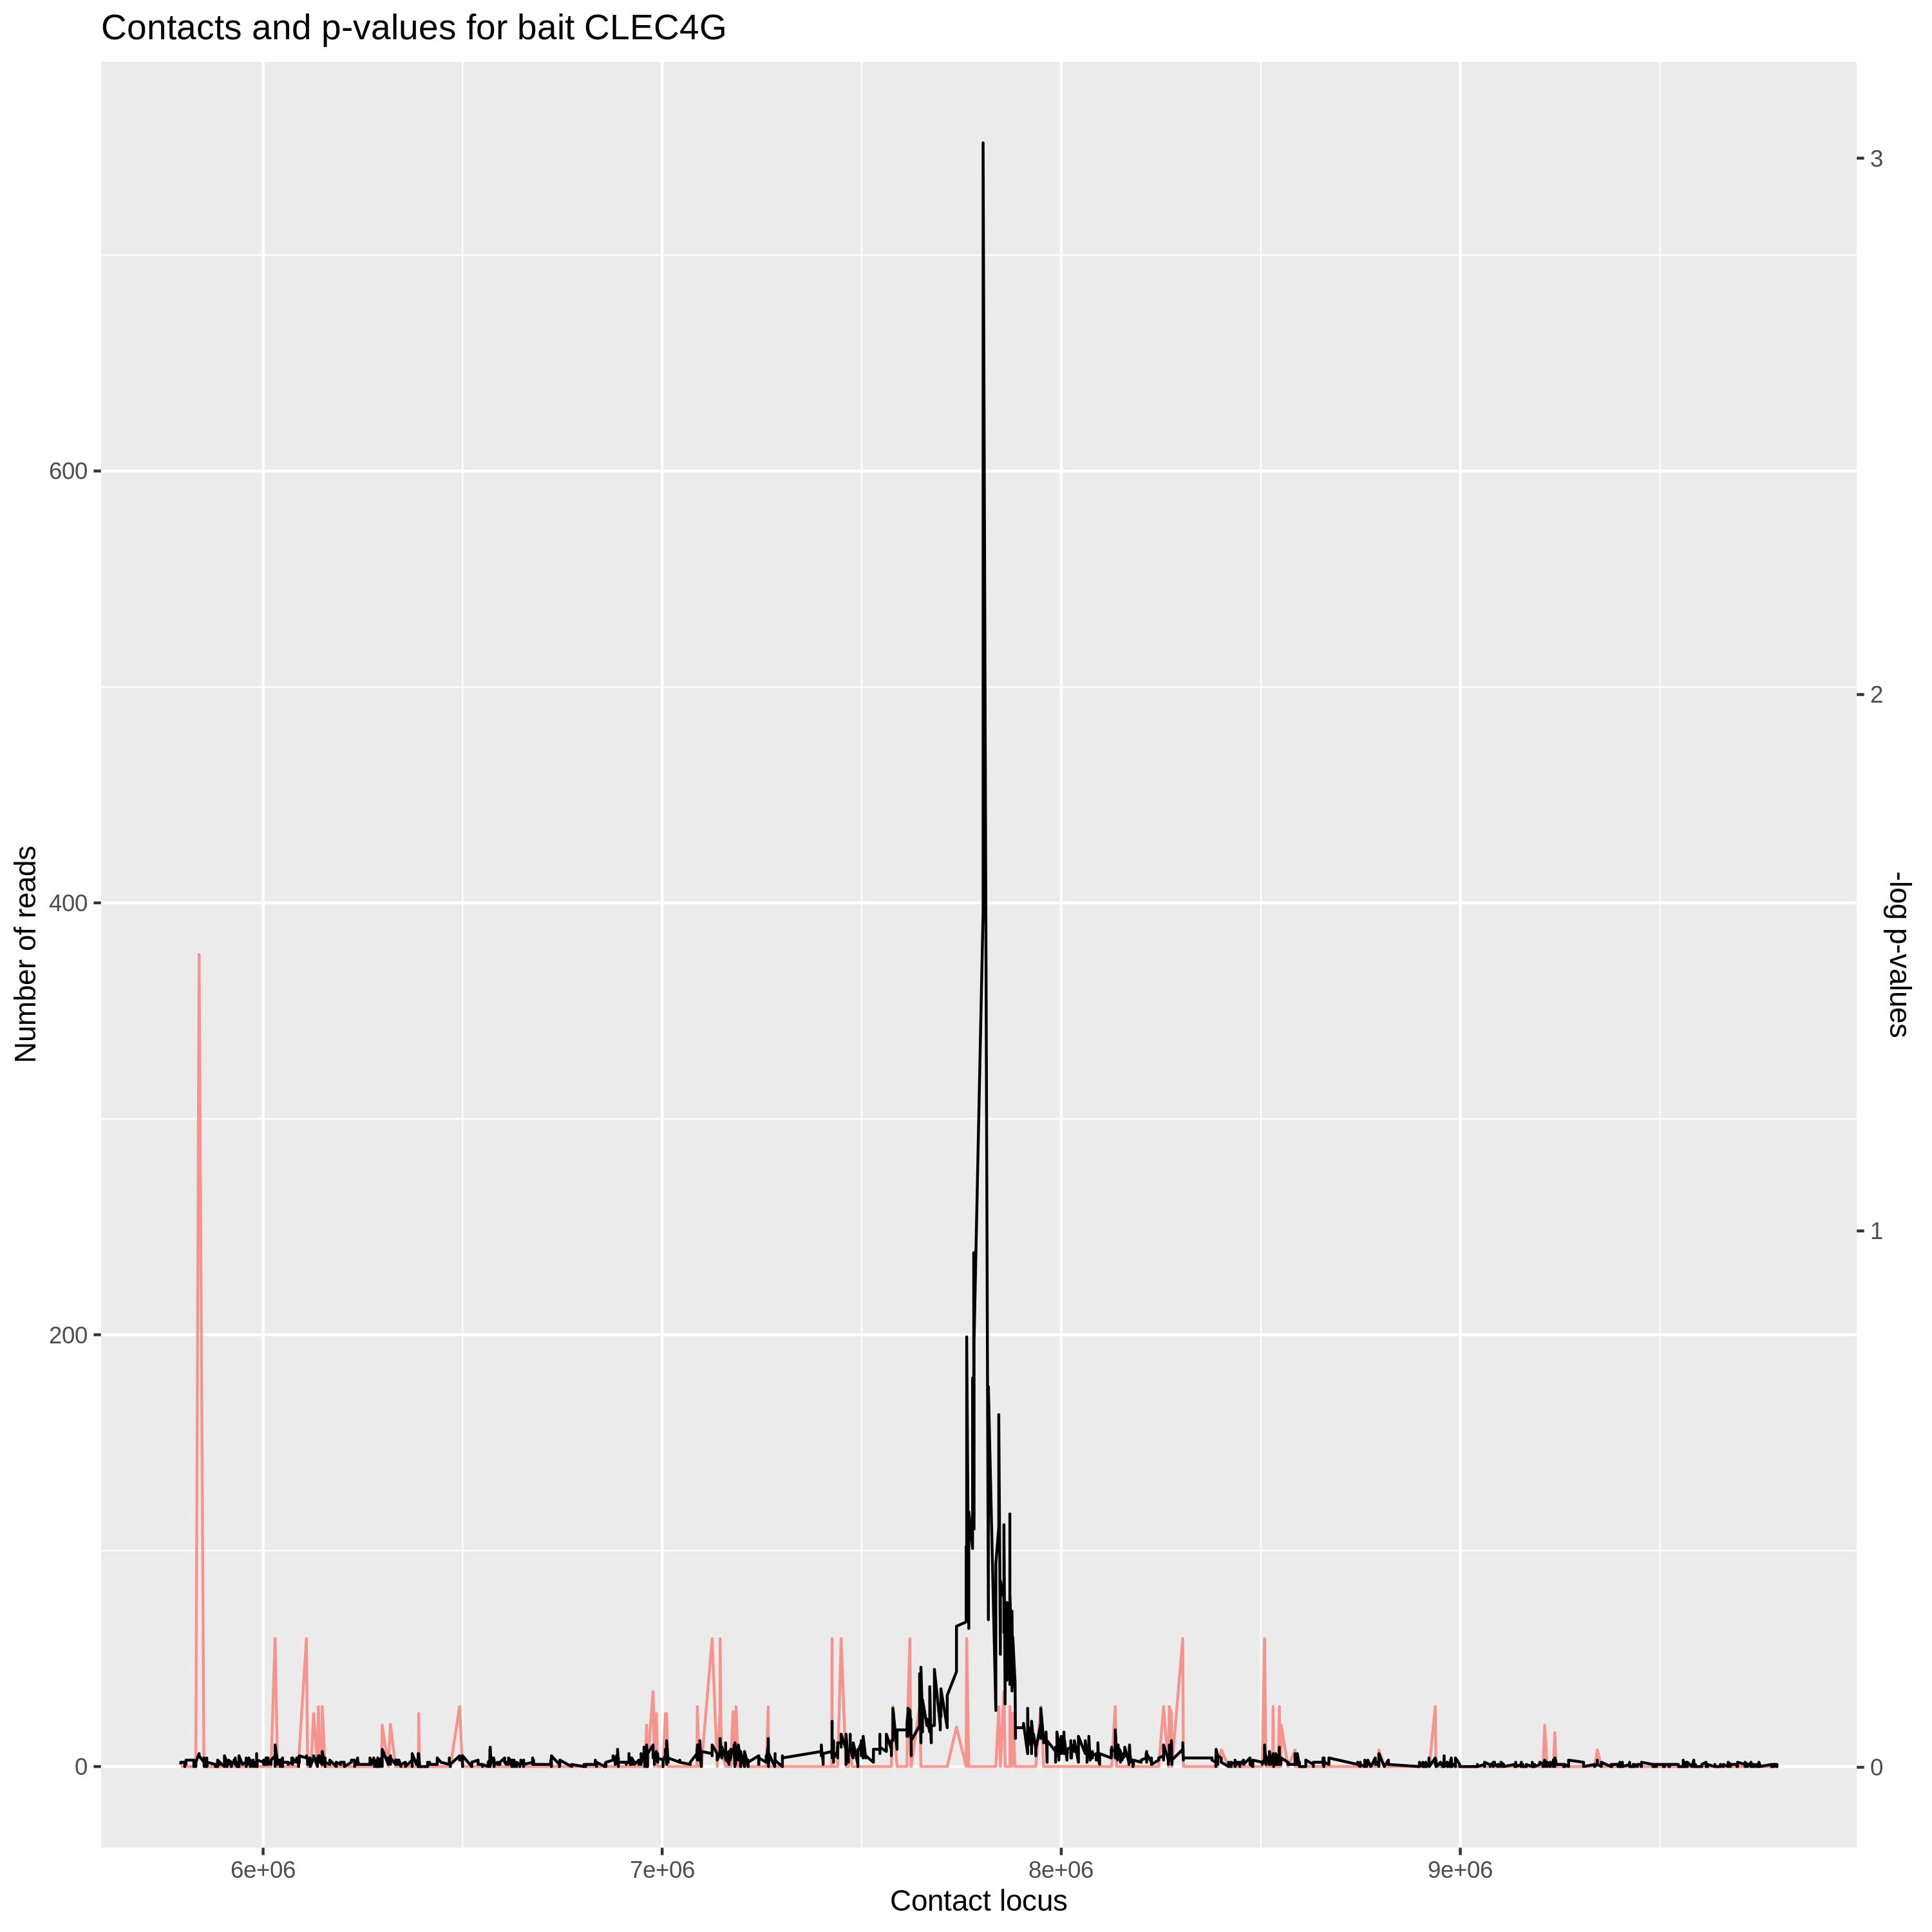 Contacts and p-values for bait CLEC4G
Number of reads
600
400
200
0
3
2
1
0
-log p-values
6e+06
7e+06
8e+06
9e+06
Contact locus